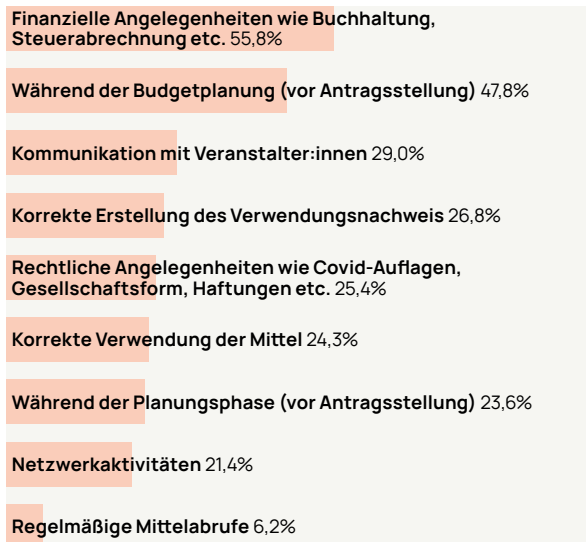 Finanzielle Angelegenheiten wie Buchhaltung,
Steuerabrechnung etc. 55,8%
Während der Budgetplanung (vor Antragsstellung) 47,8%
Kommunikation mit Veranstalter:innen 29,0%
Korrekte Erstellung des Verwendungsnachweis 26,8%
Rechtliche Angelegenheiten wie Covid-Auflagen,
Gesellschaftsform, Haftungen etc. 25,4%
Korrekte Verwendung der Mittel 24,3%
Während der Planungsphase (vor Antragsstellung) 23,6%
Netzwerkaktivitäten 21,4%
Regelmäßige Mittelabrufe 6,2%